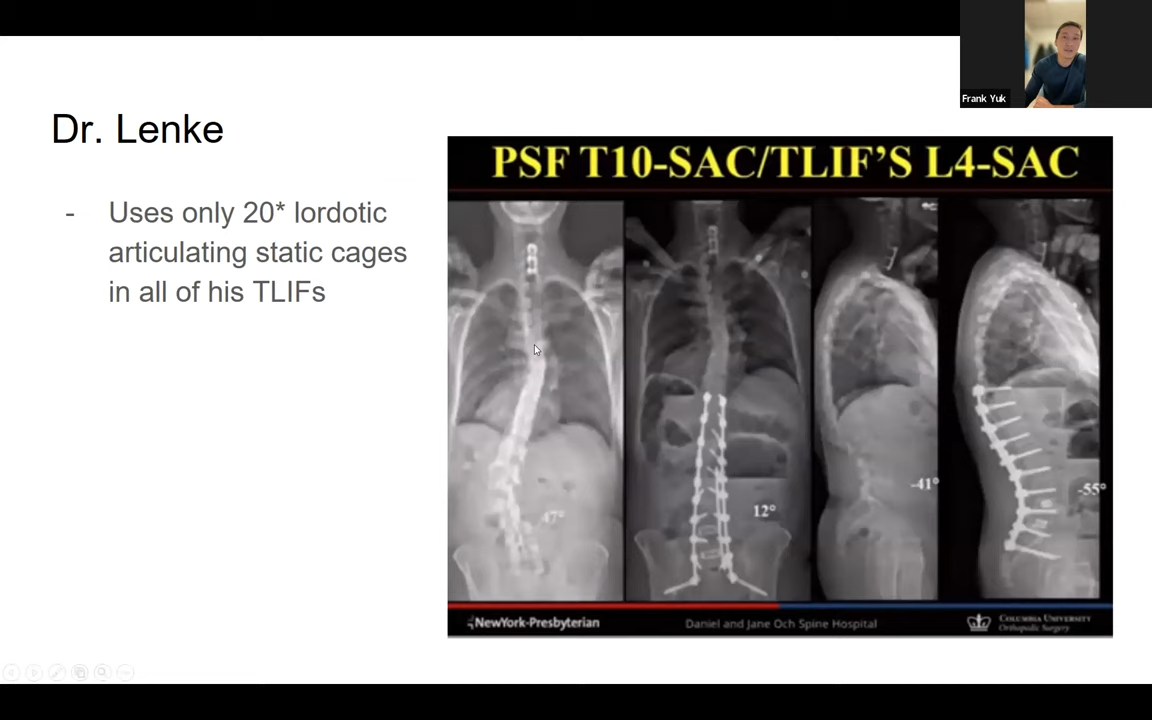 Frank Yuk
Dr. Lenke
- Uses only 20* lordotic
articulating static cages
in all of his TLIFs
PSF T10-SAC/TLIF'S L4-SAC
47°
12°
-41°
-55°
NewYork-Presbyterian
Daniel and Jane Och Spine Hospital
COLUMBIA UNIVERSITY
Orthopedic Surgery